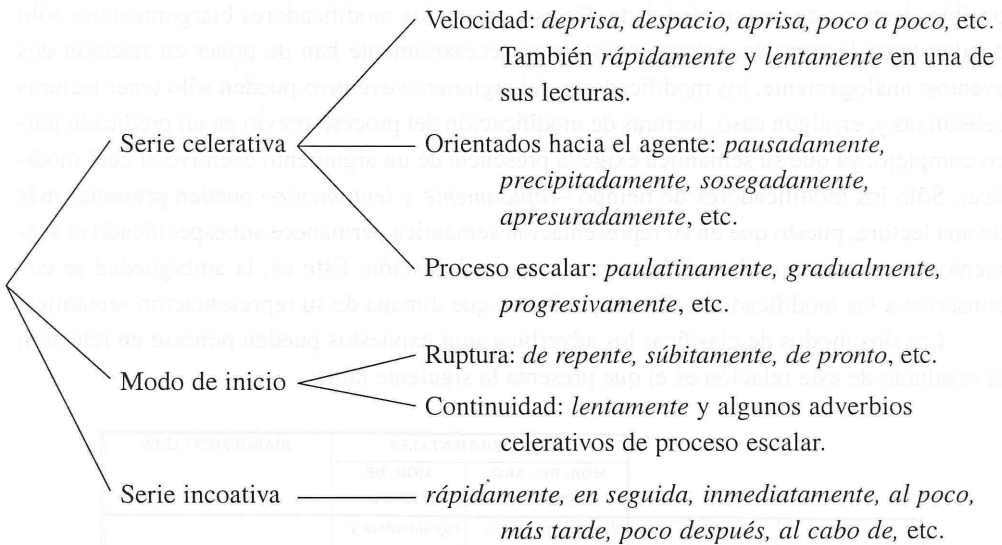 Velocidad: deprisa, despacio, aprisa, poco a poco, etc.
También rápidamente y lentamente en una de
sus lecturas.
Serie celerativa
Orientados hacia el agente: pausadamente,
precipitadamente, sosegadamente,
apresuradamente, etc.
Proceso escalar: paulatinamente, gradualmente,
progresivamente, etc.
Modo de inicio
Ruptura: de repente, súbitamente, de pronto, etc.
Continuidad: lentamente y algunos adverbios
celerativos de proceso escalar.
Serie incoativa
rápidamente, en seguida, inmediatamente, al poco,
más tarde, poco después, al cabo de, etc.